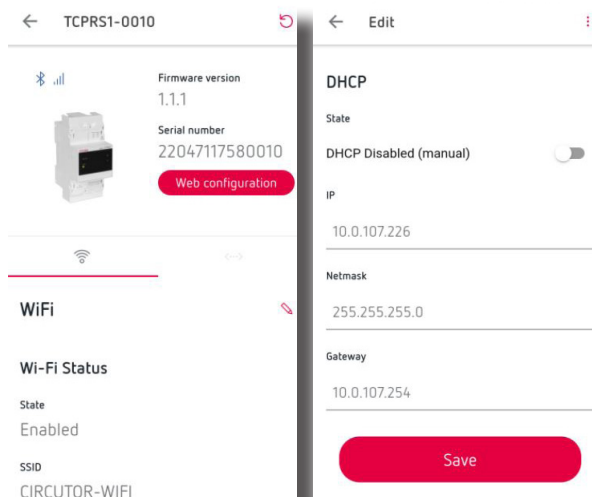 TCPRS1-0010
Firmware version
1.1.1
Serial number
22047117580010
Web configuration
WiFi
Wi-Fi Status
State
Enabled
SSID
CIRCUTOR-WIFI
Edit
DHCP
State
DHCP Disabled (manual)
IP
10.0.107.226
Netmask
255.255.255.0
Gateway
10.0.107.254
Save